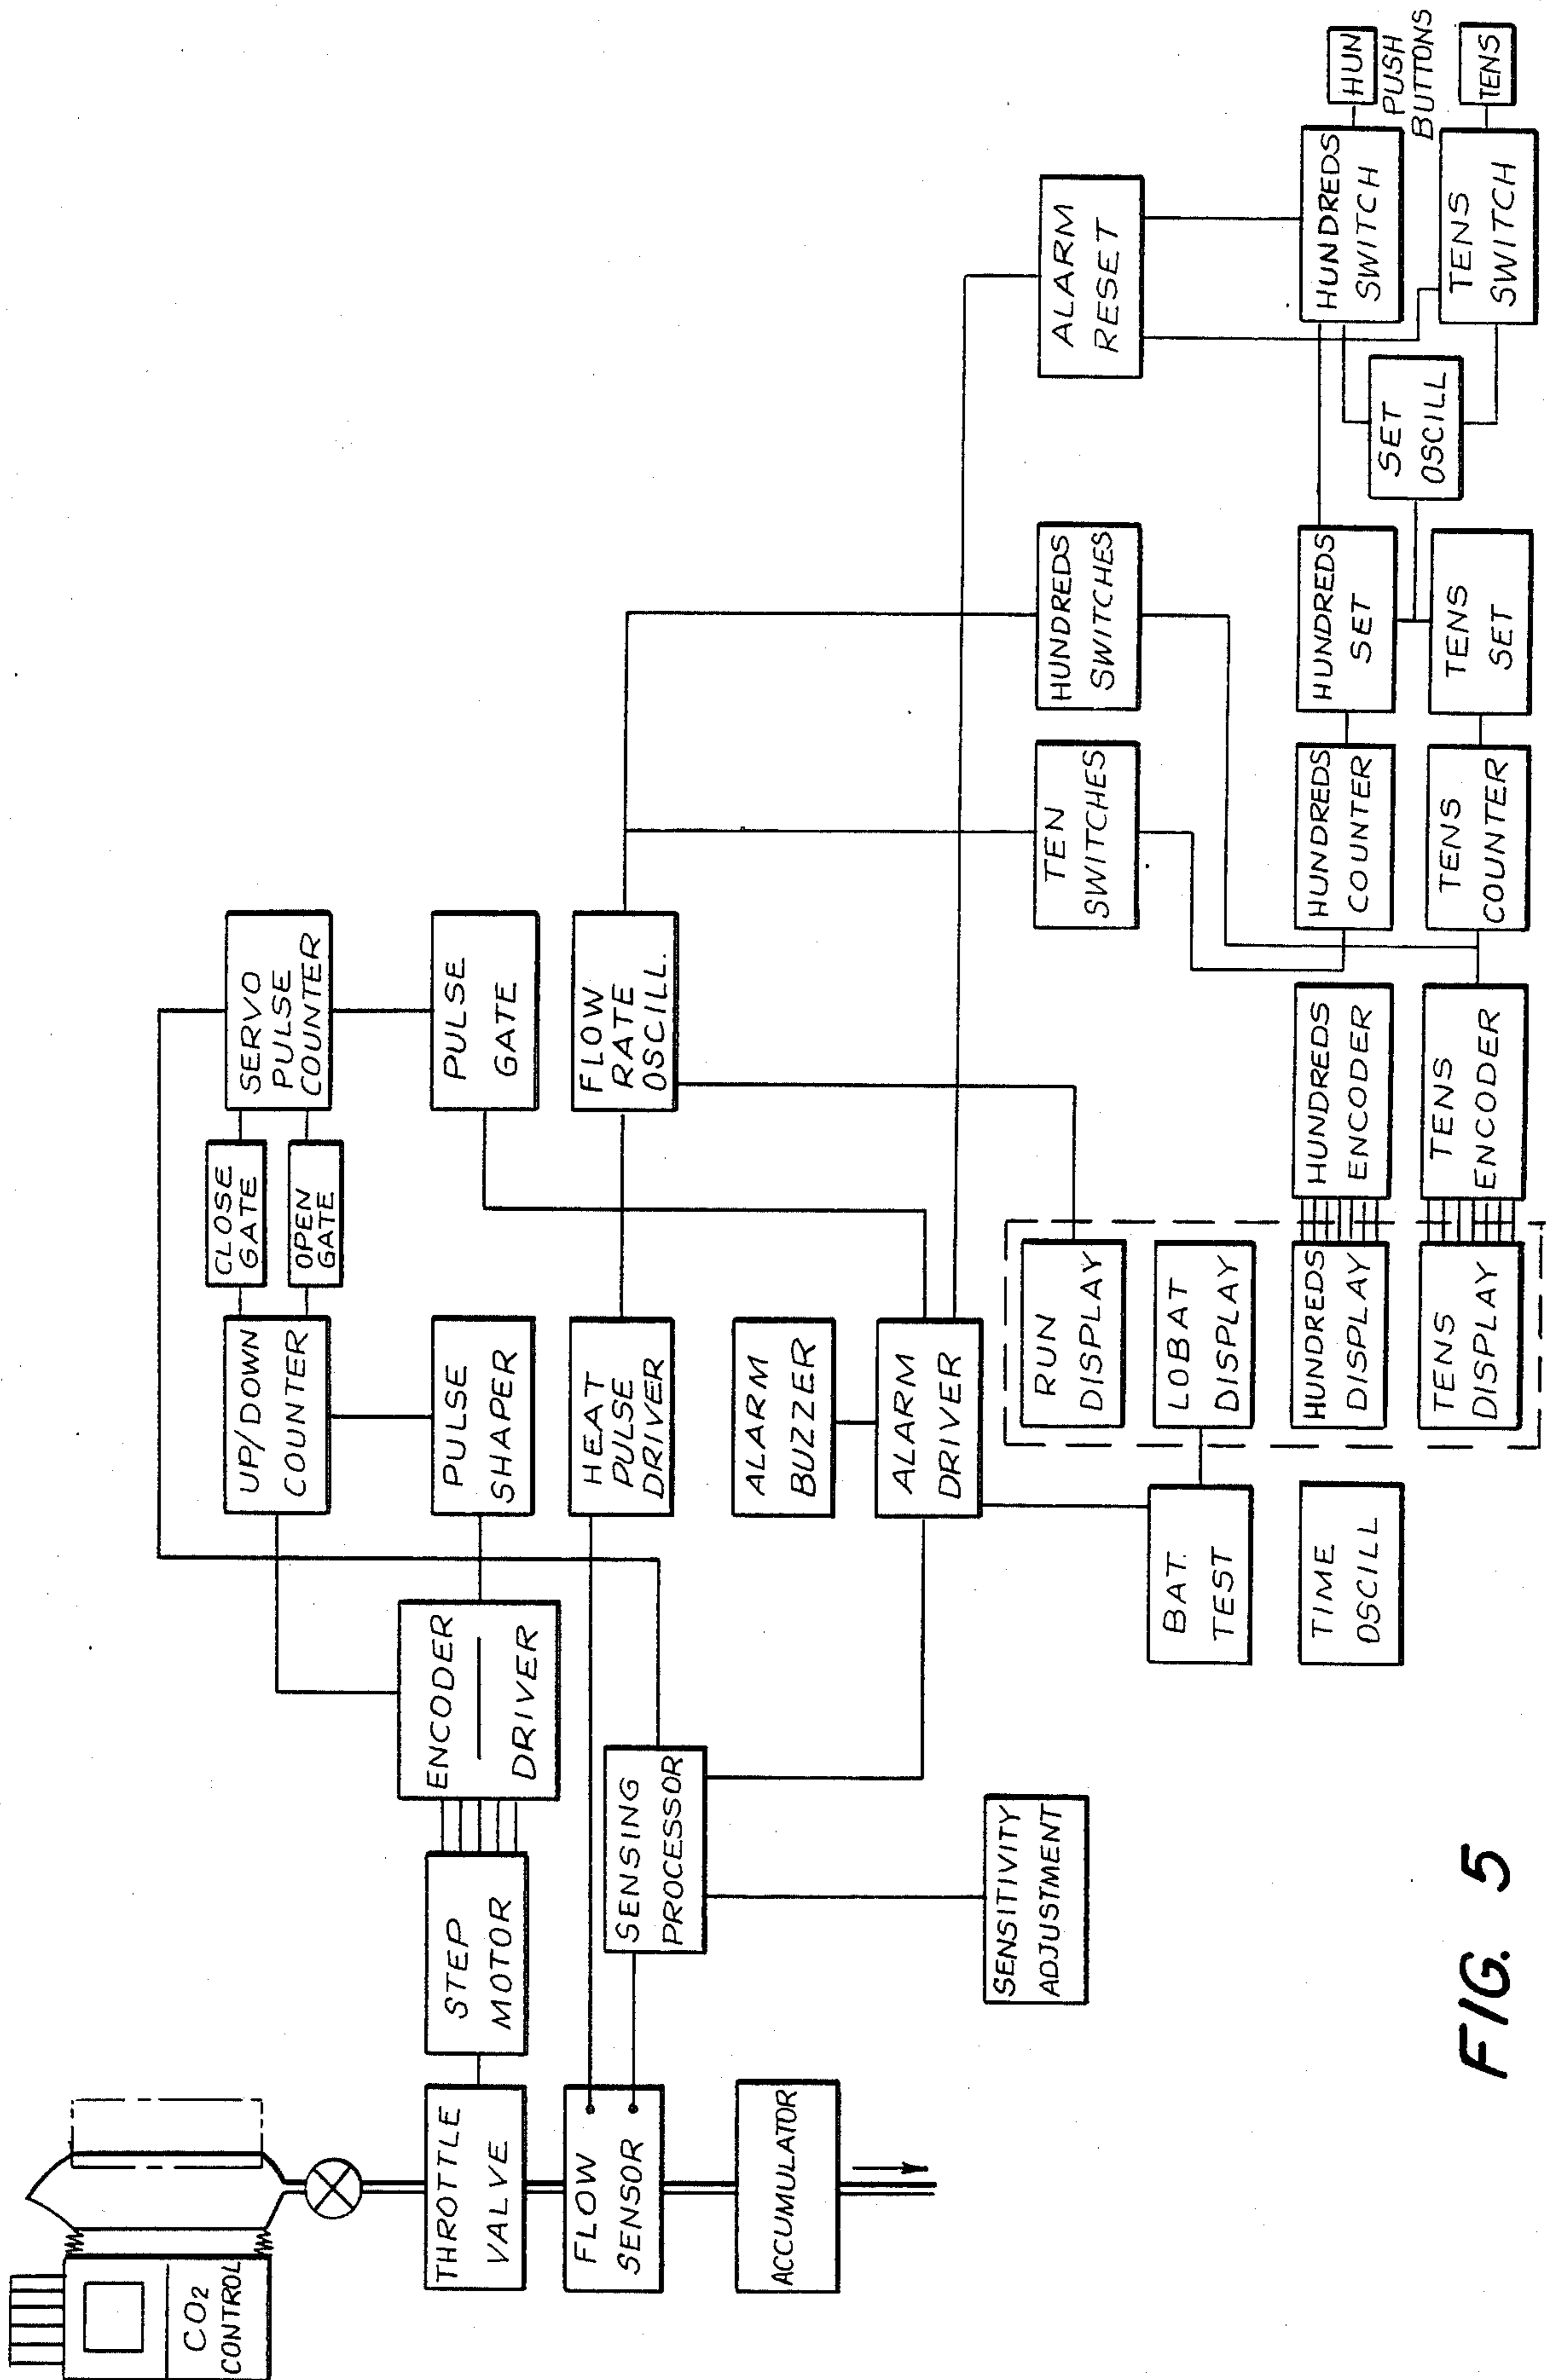 CO2
CONTROL
THROTTLE
VALVE
FLOW
SENSOR
ACCUMULATOR
STEP
MOTOR
ENCODER
DRIVER
SENSING
PROCESSOR
SENSITIVITY
ADJUSTMENT
UP/DOWN
COUNTER
PULSE
SHAPER
HEAT
PULSE
DRIVER
ALARM
BUZZER
ALARM
DRIVER
BAT.
TEST
TIME
OSCILL
CLOSE
GATE
OPEN
GATE
SERVO
PULSE
COUNTER
PULSE
GATE
FLOW
RATE
OSCILL.
RUN
DISPLAY
LOBAT
DISPLAY
HUNDREDS
DISPLAY
TENS
DISPLAY
HUNDREDS
ENCODER
TENS
ENCODER
TEN
SWITCHES
HUNDREDS
SWITCHES
HUNDREDS
COUNTER
TENS
COUNTER
HUNDREDS
SET
TENS
SET
SET
OSCILL
ALARM
RESET
HUNDREDS
SWITCH
TENS
SWITCH
HUN
PUSH
BUTTONS
TENS
FIG. 5